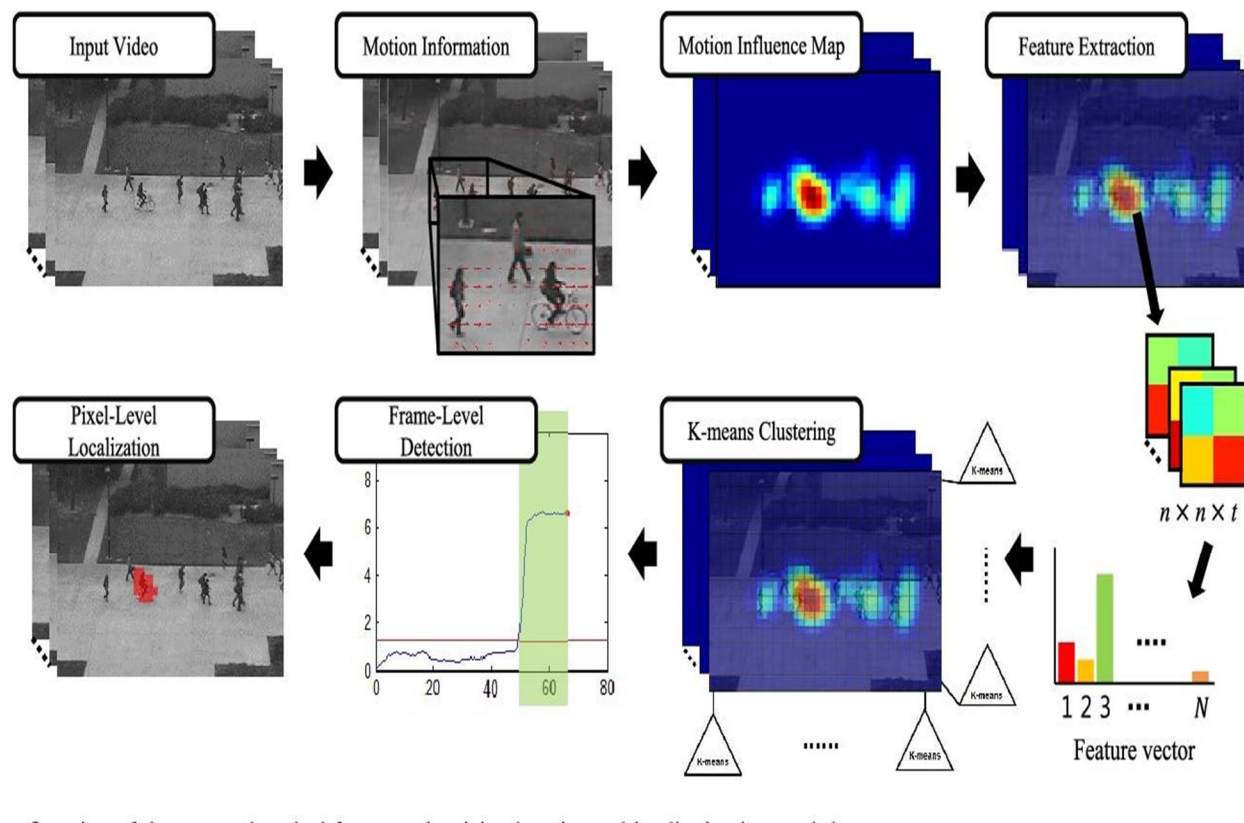 Input Video
Motion Information
Motion Influence Map
Feature Extraction
n × n × t
1 2 3 ... N
Feature vector
K-means Clustering
K-means
K-means
K-means
......
K-means
Frame-Level
Detection
8
6
4
2
0
0 20 40 60 80
Pixel-Level
Localization